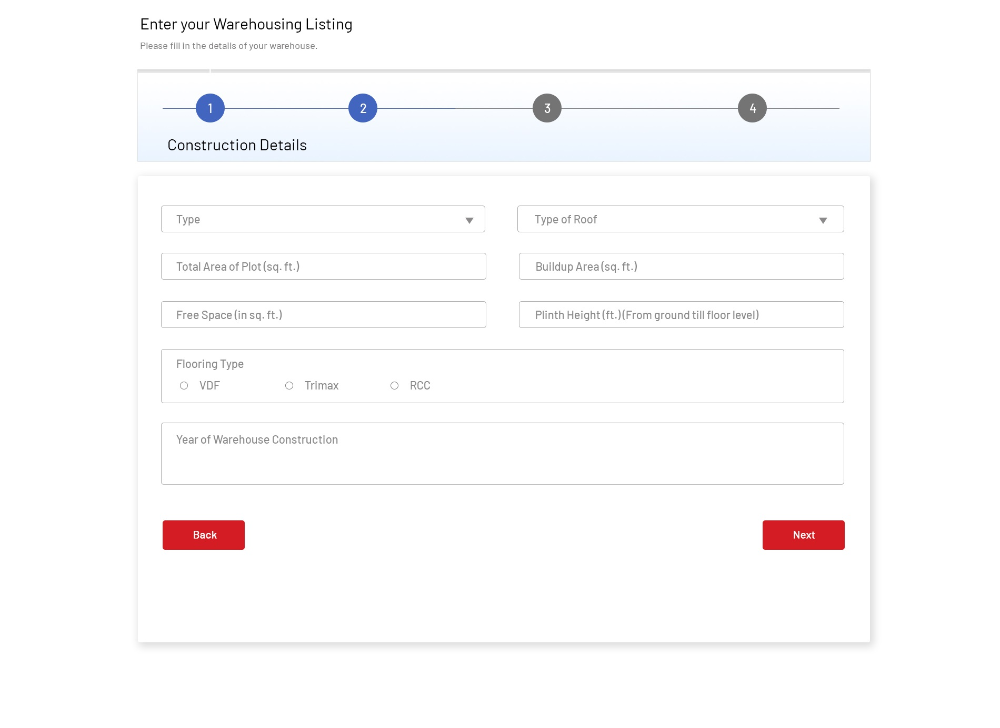 Enter your Warehousing Listing
Please fill in the details of your warehouse.
1 2 3 4
Construction Details
Type Type of Roof
Total Area of Plot (sq. ft.) Buildup Area (sq. ft.)
Free Space (in sq. ft.) Plinth Height (ft.) (From ground till floor level)
Flooring Type
VDF Trimax RCC
Year of Warehouse Construction
Back Next